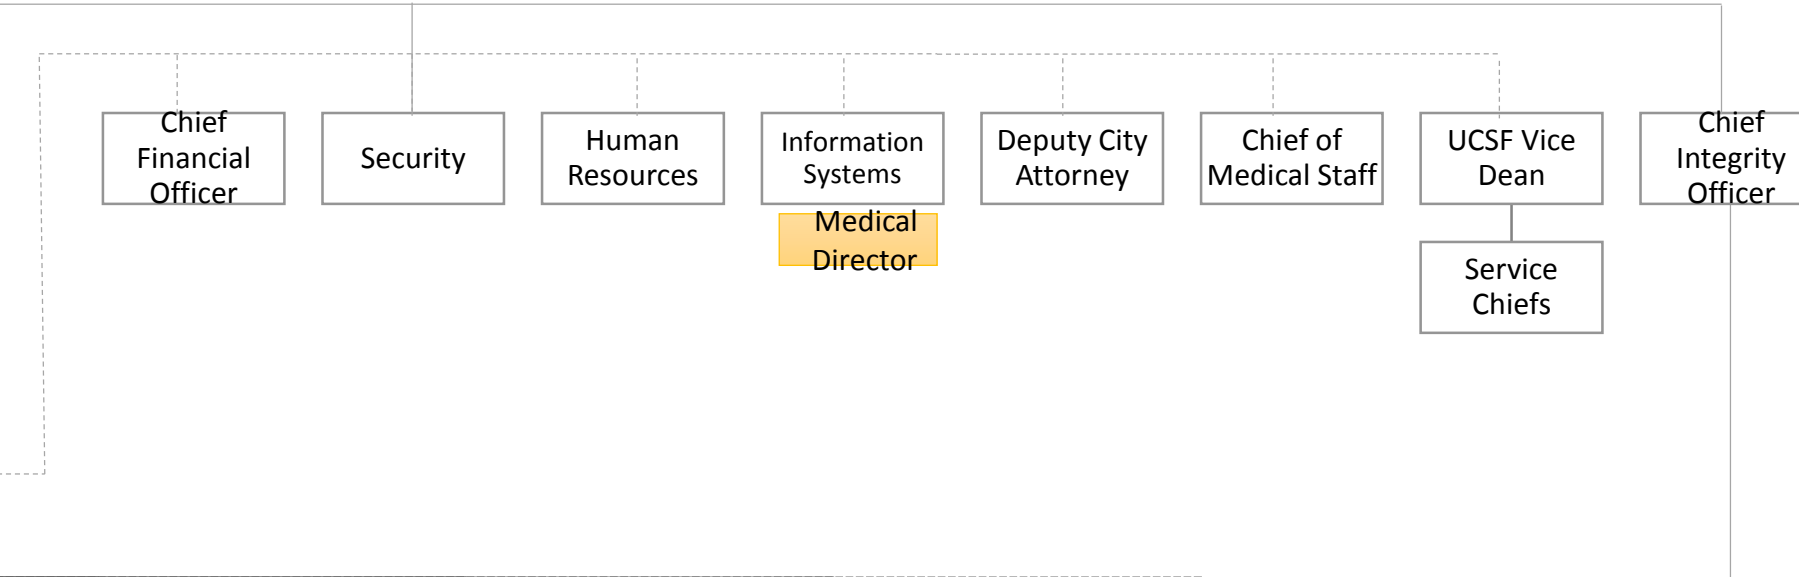 Chief
Financial
Officer
Security
Human
Resources
Information
Systems
Deputy City
Attorney
Chief of
Medical Staff
UCSF Vice
Dean
Chief
Integrity
Officer
Medical
Director
Service
Chiefs